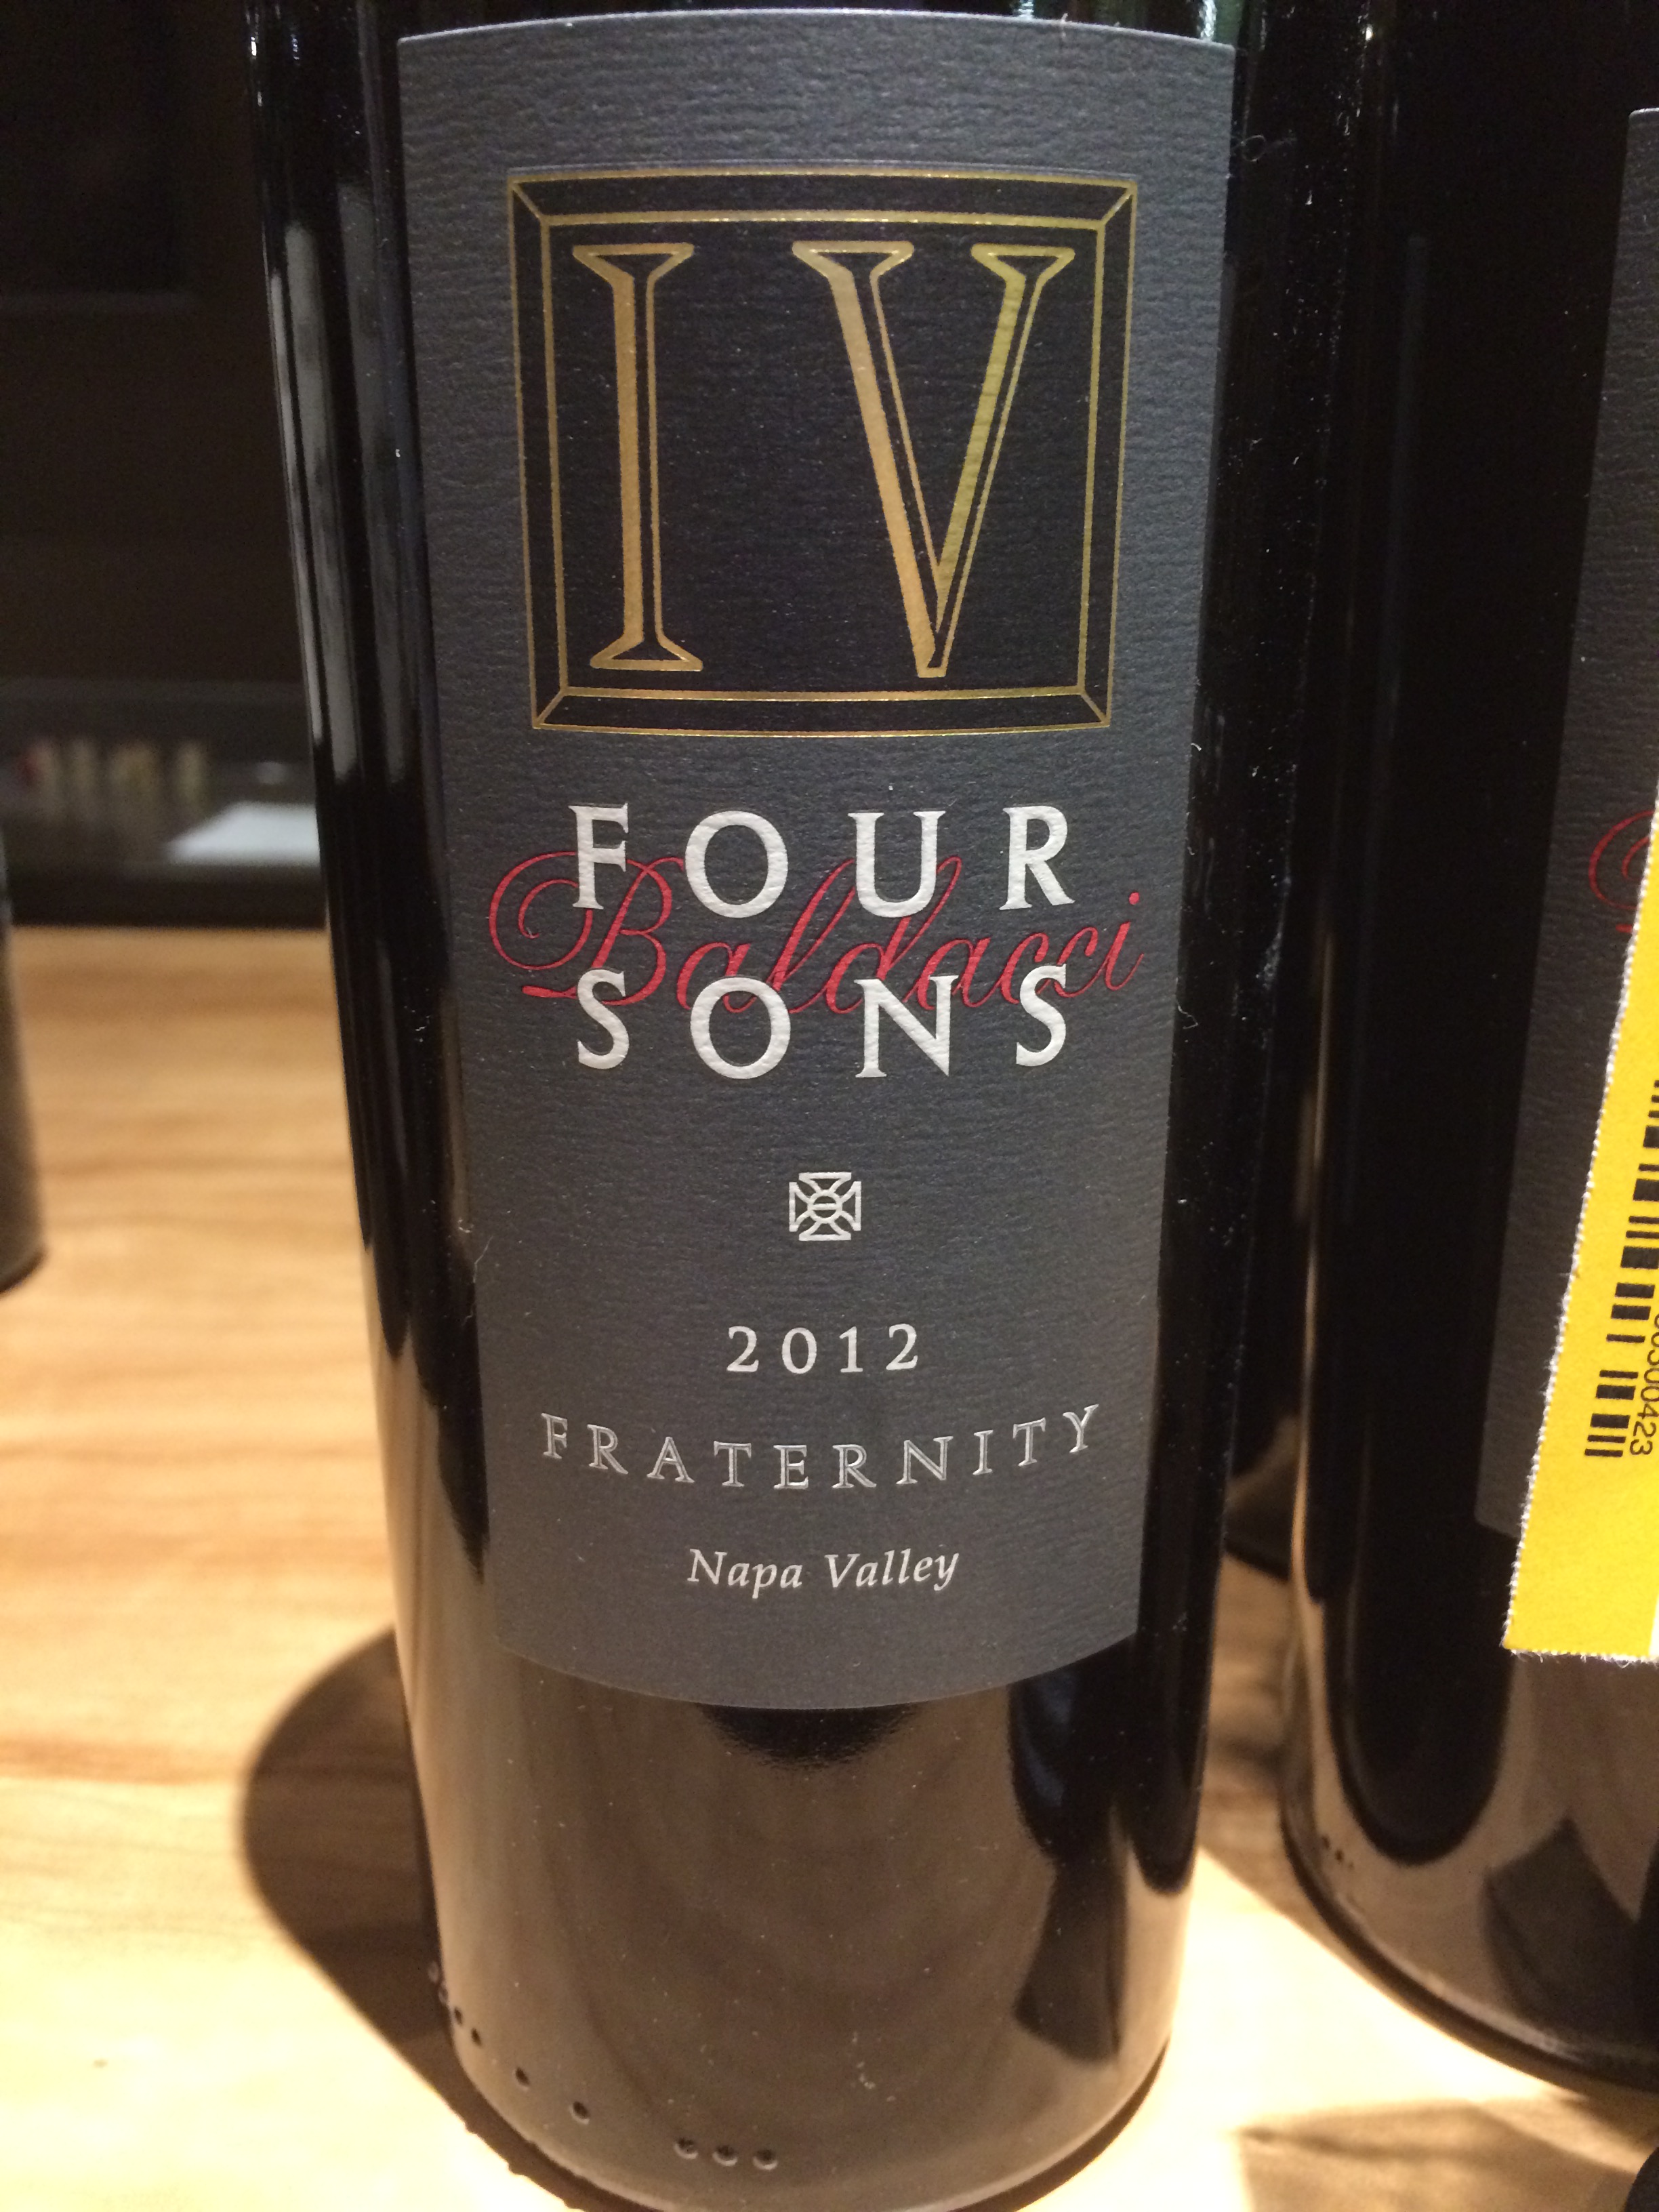 IV
FOUR
Baldacci
SONS
2012
FRATERNITY
Napa Valley